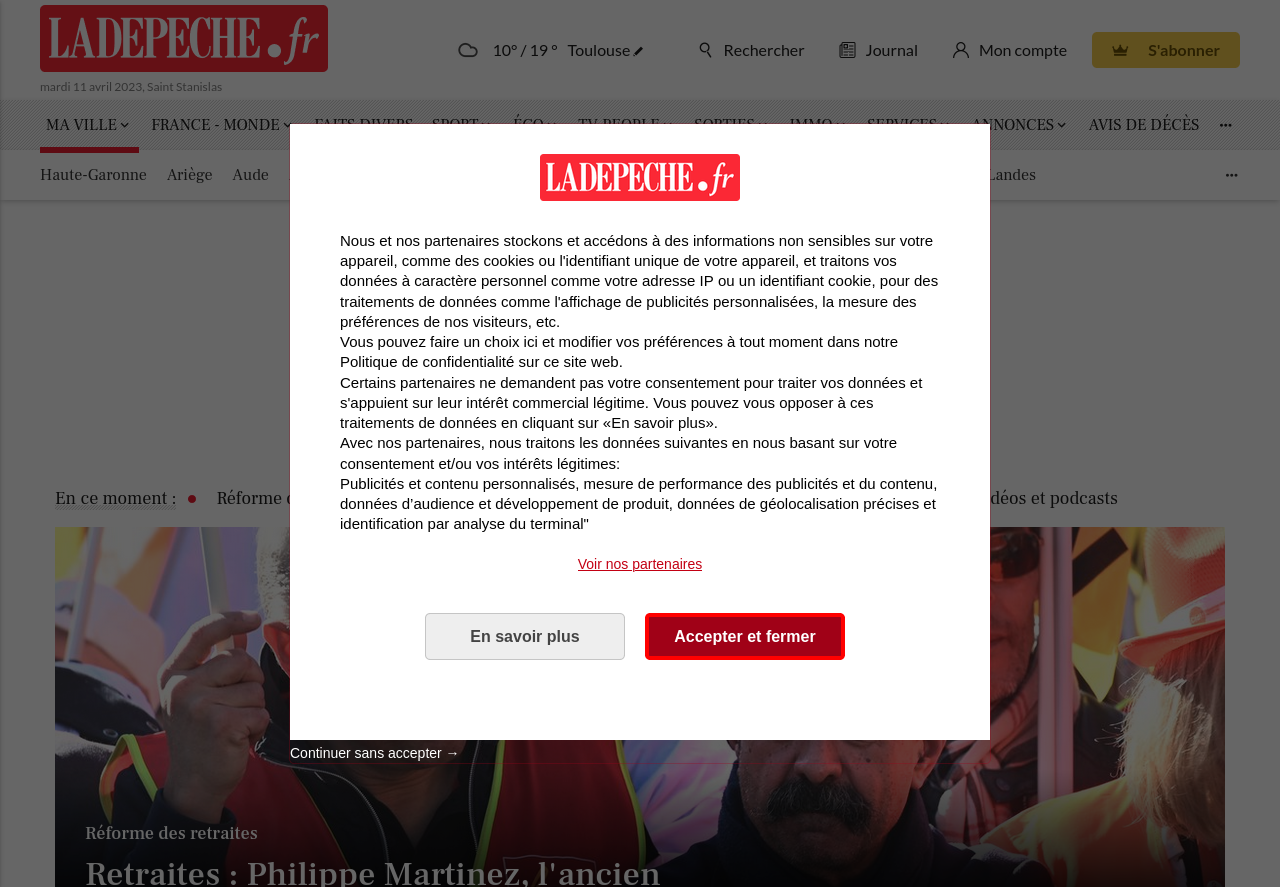 LADEPECHE.fr
10° / 19 ° Toulouse
Rechercher
Journal
Mon compte
S'abonner
mardi 11 avril 2023, Saint Stanislas
MA VILLE FRANCE - MONDE FAITS DIVERS SPORT ÉCO TV PEOPLE SORTIES IMMO SERVICES ANNONCES AVIS DE DÉCÈS
Haute-Garonne Ariège Aude Landes
LADEPECHE.fr
Nous et nos partenaires stockons et accédons à des informations non sensibles sur votre
appareil, comme des cookies ou l'identifiant unique de votre appareil, et traitons vos
données à caractère personnel comme votre adresse IP ou un identifiant cookie, pour des
traitements de données comme l'affichage de publicités personnalisées, la mesure des
préférences de nos visiteurs, etc.
Vous pouvez faire un choix ici et modifier vos préférences à tout moment dans notre
Politique de confidentialité sur ce site web.
Certains partenaires ne demandent pas votre consentement pour traiter vos données et
s'appuient sur leur intérêt commercial légitime. Vous pouvez vous opposer à ces
traitements de données en cliquant sur «En savoir plus».
Avec nos partenaires, nous traitons les données suivantes en nous basant sur votre
consentement et/ou vos intérêts légitimes:
Publicités et contenu personnalisés, mesure de performance des publicités et du contenu,
données d’audience et développement de produit, données de géolocalisation précises et
identification par analyse du terminal"
Voir nos partenaires
En savoir plus
Accepter et fermer
Continuer sans accepter →
En ce moment : Réforme déos et podcasts
Réforme des retraites
Retraites : Philippe Martinez, l'ancien